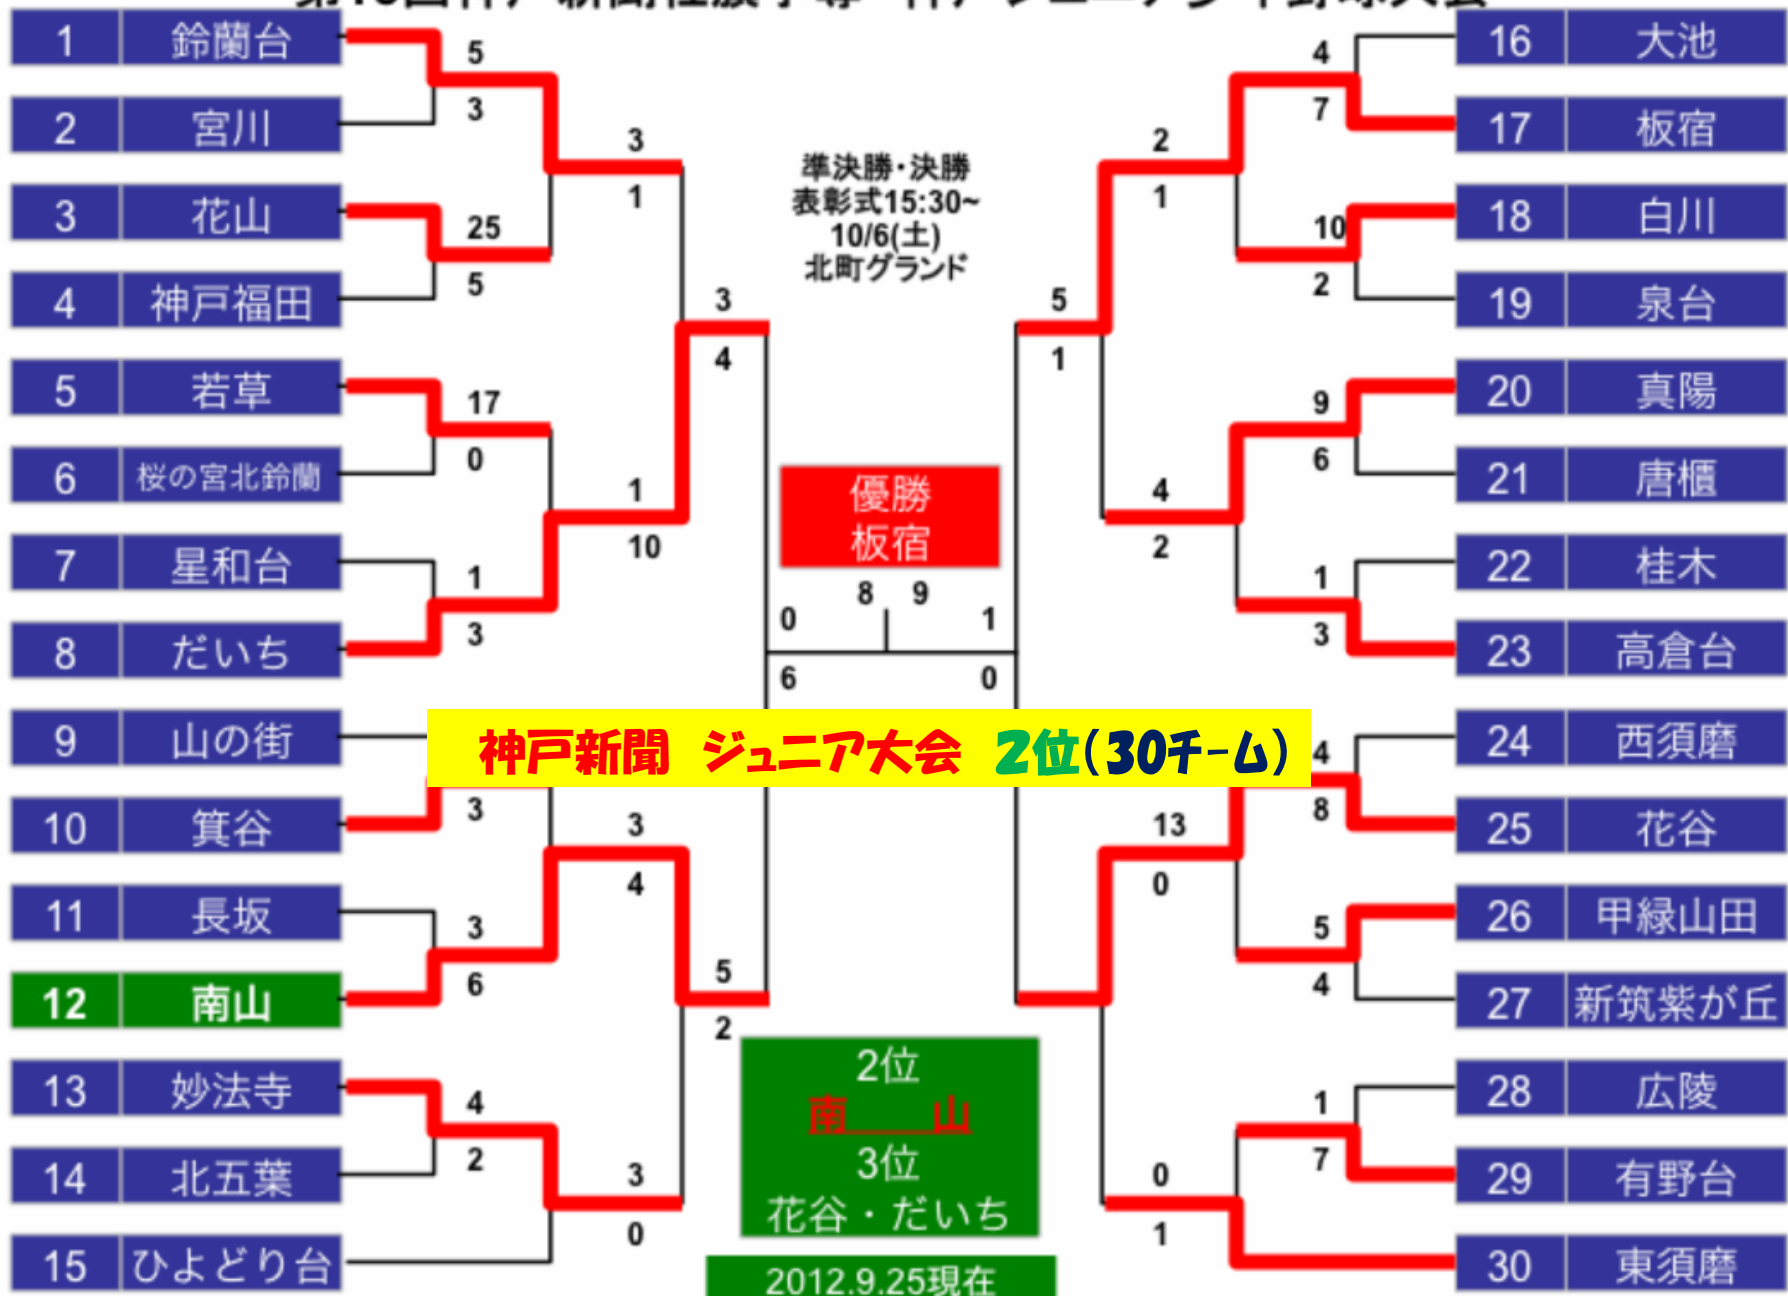 1 鈴蘭台
5
3
2 宮川
3
1
3 花山
25
5
4 神戸福田
3
4
5 若草
17
0
6 桜の宮北鈴蘭
1
10
7 星和台
1
3
8 だいち
9 山の街
10 箕谷
3
3
4
11 長坂
3
6
12 南山
5
2
13 妙法寺
4
2
14 北五葉
3
0
15 ひよどり台
準決勝・決勝
表彰式15:30~
10/6(土)
北町グランド
優勝
板宿
8 9
0 1
6 0
神戸新聞 ジュニア大会 2位(30チーム)
2位
南 山
3位
花谷・だいち
2012.9.25現在
16 大池
4
7
17 板宿
2
1
18 白川
10
2
19 泉台
5
1
20 真陽
9
6
21 唐櫃
4
2
22 桂木
1
3
23 高倉台
24 西須磨
4
8
25 花谷
13
0
26 甲緑山田
5
4
27 新筑紫が丘
28 広陵
1
7
29 有野台
0
1
30 東須磨